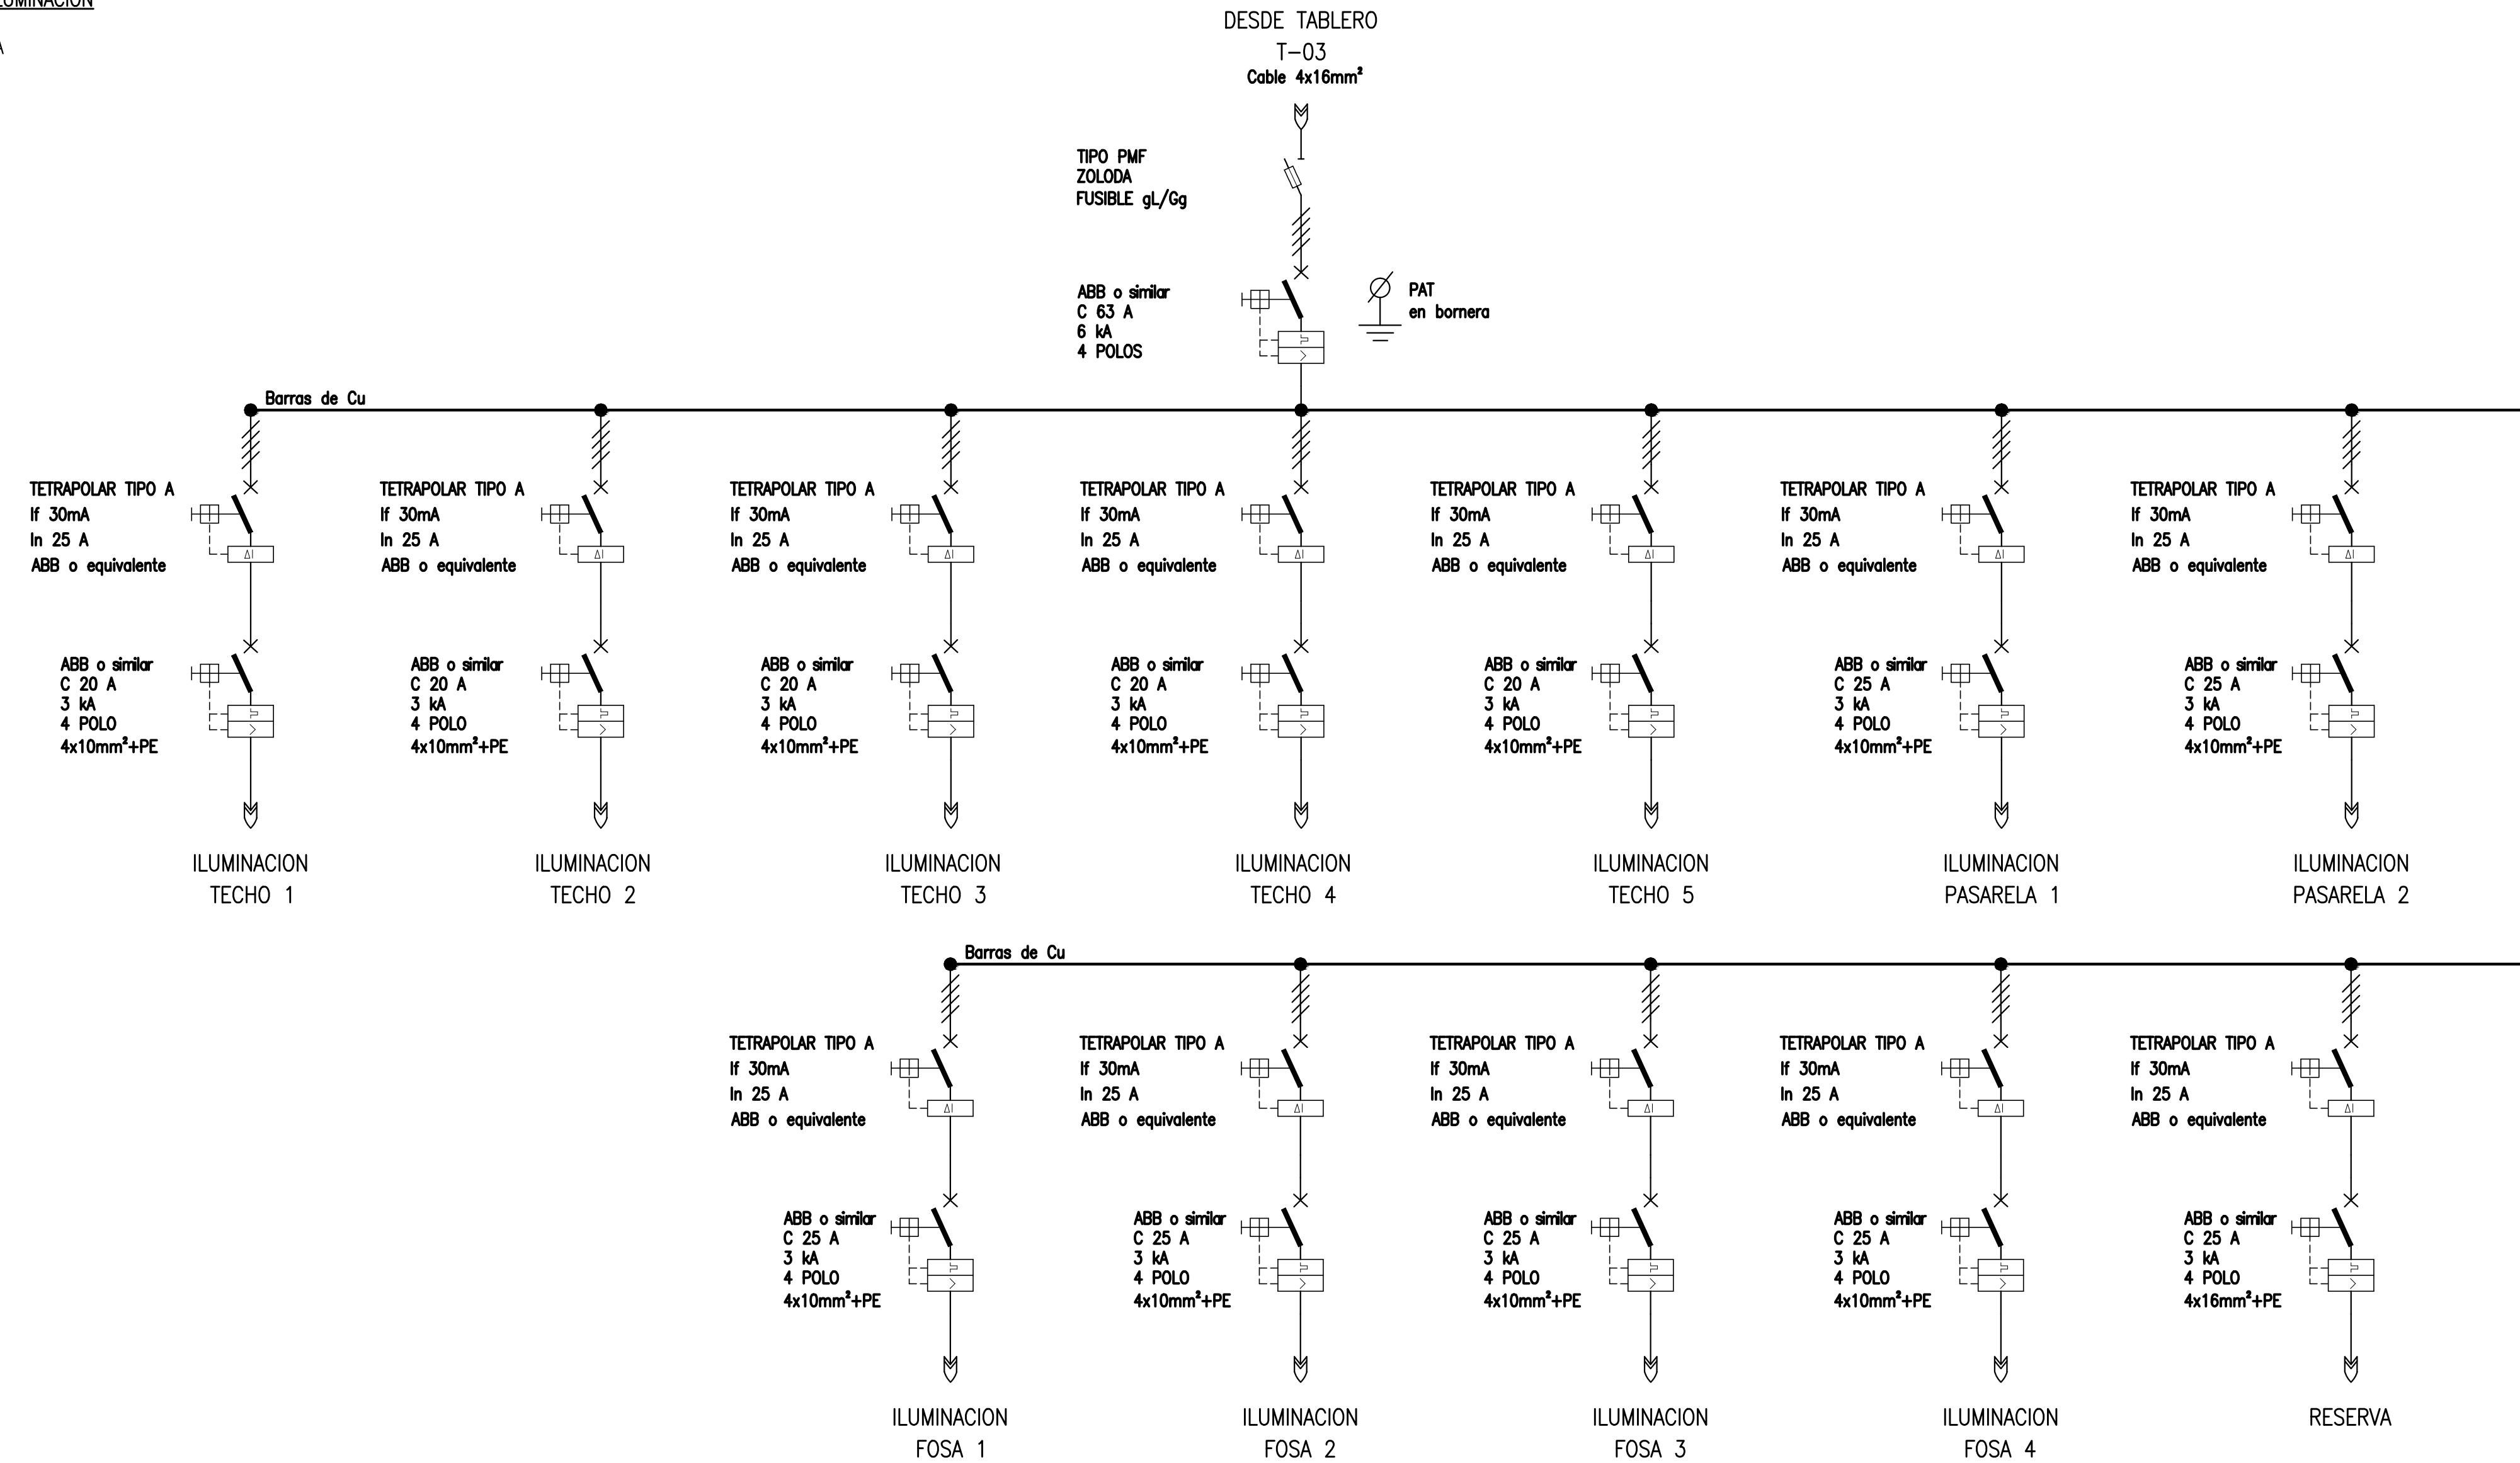 DESDE TABLERO
T-03
Cable 4x16mm²
TIPO PMF
ZOLODA
FUSIBLE gL/Gg
ABB o similar
C 63 A
6 kA
4 POLOS
PAT
en bornera
Barras de Cu
TETRAPOLAR TIPO A
If 30mA
In 25 A
ABB o equivalente
ABB o similar
C 20 A
3 kA
4 POLO
4x10mm²+PE
ILUMINACION
TECHO 1
TETRAPOLAR TIPO A
If 30mA
In 25 A
ABB o equivalente
ABB o similar
C 20 A
3 kA
4 POLO
4x10mm²+PE
ILUMINACION
TECHO 2
TETRAPOLAR TIPO A
If 30mA
In 25 A
ABB o equivalente
ABB o similar
C 20 A
3 kA
4 POLO
4x10mm²+PE
ILUMINACION
TECHO 3
TETRAPOLAR TIPO A
If 30mA
In 25 A
ABB o equivalente
ABB o similar
C 20 A
3 kA
4 POLO
4x10mm²+PE
ILUMINACION
TECHO 4
TETRAPOLAR TIPO A
If 30mA
In 25 A
ABB o equivalente
ABB o similar
C 20 A
3 kA
4 POLO
4x10mm²+PE
ILUMINACION
TECHO 5
TETRAPOLAR TIPO A
If 30mA
In 25 A
ABB o equivalente
ABB o similar
C 25 A
3 kA
4 POLO
4x10mm²+PE
ILUMINACION
PASARELA 1
TETRAPOLAR TIPO A
If 30mA
In 25 A
ABB o equivalente
ABB o similar
C 25 A
3 kA
4 POLO
4x10mm²+PE
ILUMINACION
PASARELA 2
Barras de Cu
TETRAPOLAR TIPO A
If 30mA
In 25 A
ABB o equivalente
ABB o similar
C 25 A
3 kA
4 POLO
4x10mm²+PE
ILUMINACION
FOSA 1
TETRAPOLAR TIPO A
If 30mA
In 25 A
ABB o equivalente
ABB o similar
C 25 A
3 kA
4 POLO
4x10mm²+PE
ILUMINACION
FOSA 2
TETRAPOLAR TIPO A
If 30mA
In 25 A
ABB o equivalente
ABB o similar
C 25 A
3 kA
4 POLO
4x10mm²+PE
ILUMINACION
FOSA 3
TETRAPOLAR TIPO A
If 30mA
In 25 A
ABB o equivalente
ABB o similar
C 25 A
3 kA
4 POLO
4x10mm²+PE
ILUMINACION
FOSA 4
TETRAPOLAR TIPO A
If 30mA
In 25 A
ABB o equivalente
ABB o similar
C 25 A
3 kA
4 POLO
4x16mm²+PE
RESERVA